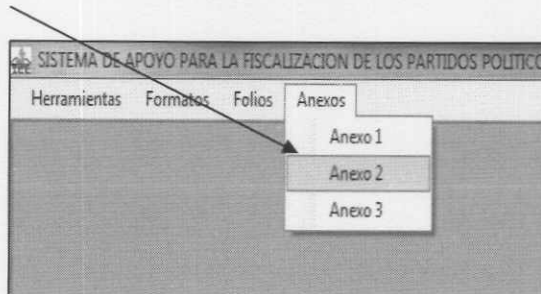 SISTEMA DE APOYO PARA LA FISCALIZACION DE LOS PARTIDOS POLITICO
Herramientas Formatos Folios Anexos
Anexo 1
Anexo 2
Anexo 3